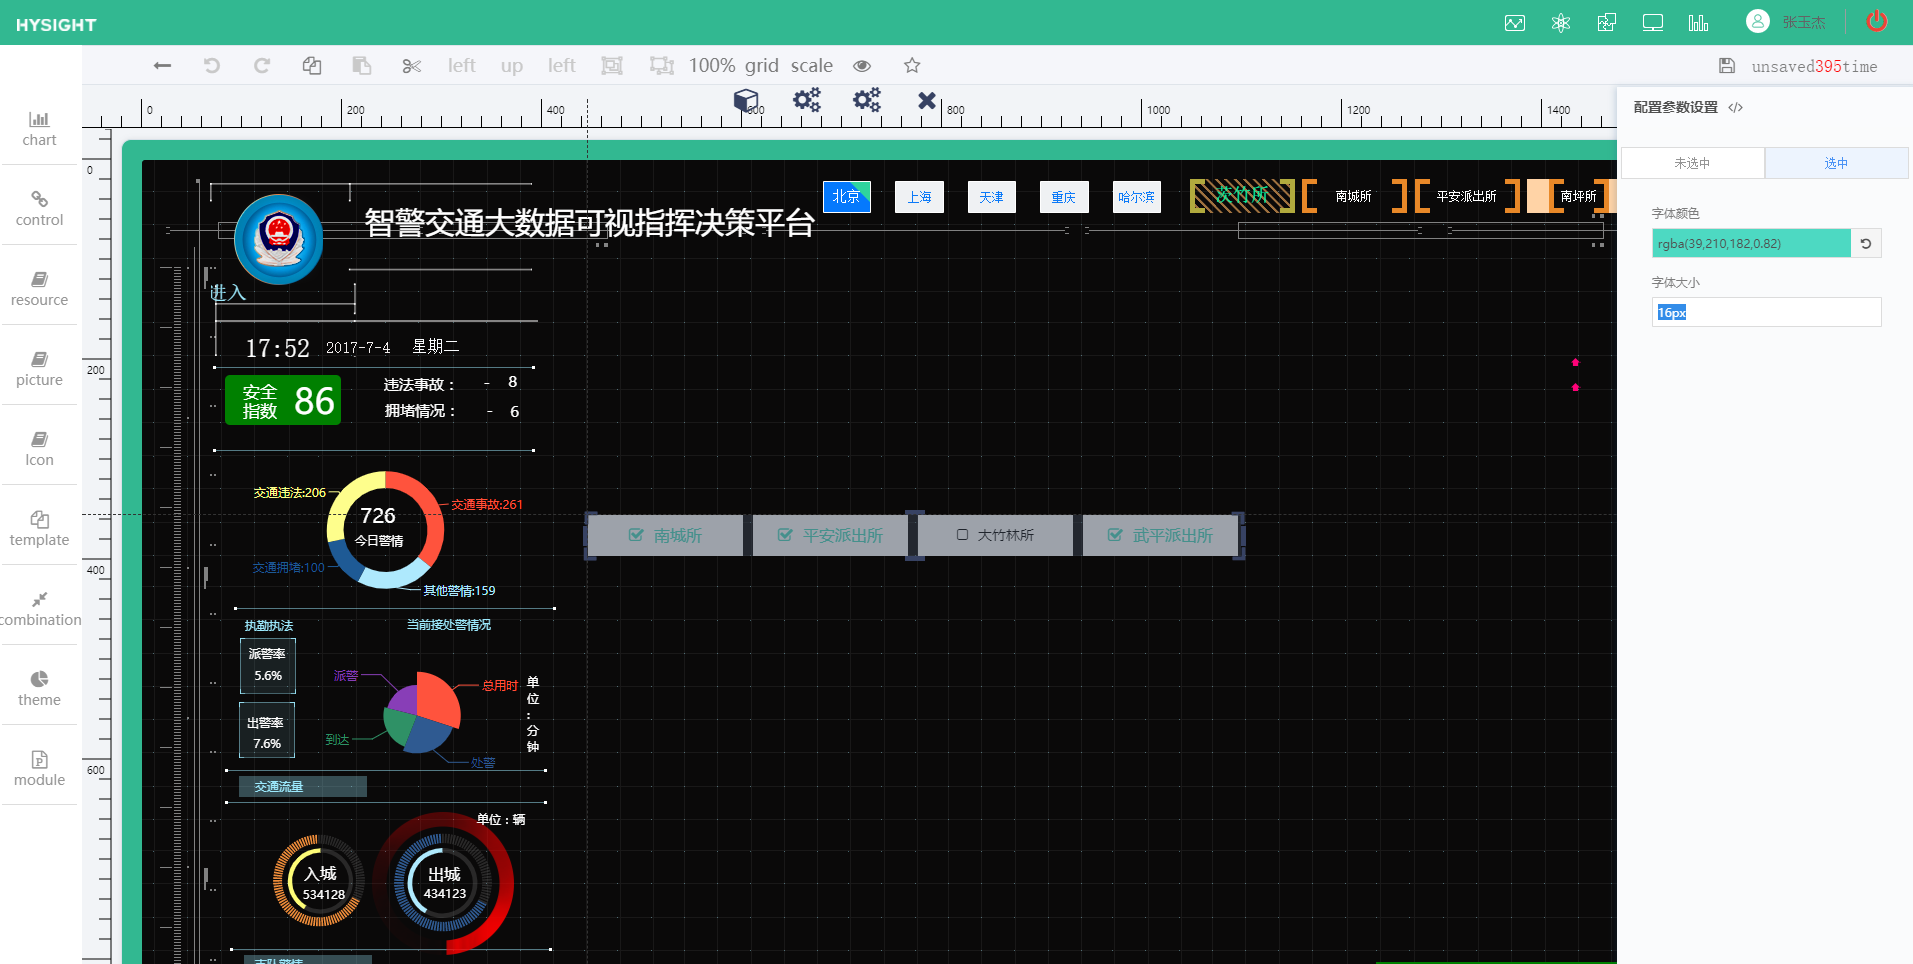 HYSIGHT
张玉杰
left up left 100% grid scale
unsaved395time
chart
control
resource
picture
Icon
template
combination
theme
module
0 200 400 600 800 1000 1200 1400
0
200
400
600
配置参数设置 </>
未选中 选中
字体颜色
rgba(39,210,182,0.82)
字体大小
16px
北京 上海 天津 重庆 哈尔滨 茨竹所 南城所 平安派出所 南坪所
智警交通大数据可视指挥决策平台
进入
17:52 2017-7-4 星期二
安全指数 86
违法事故： - 8
拥堵情况： - 6
交通违法:206
交通事故:261
726
今日警情
交通拥堵:100
其他警情:159
南城所 平安派出所 大竹林所 武平派出所
执勤执法 当前接处警情况
派警率
5.6%
出警率
7.6%
派警
总用时
到达
处警
单位:分钟
交通流量
单位：辆
入城
534128
出城
434123